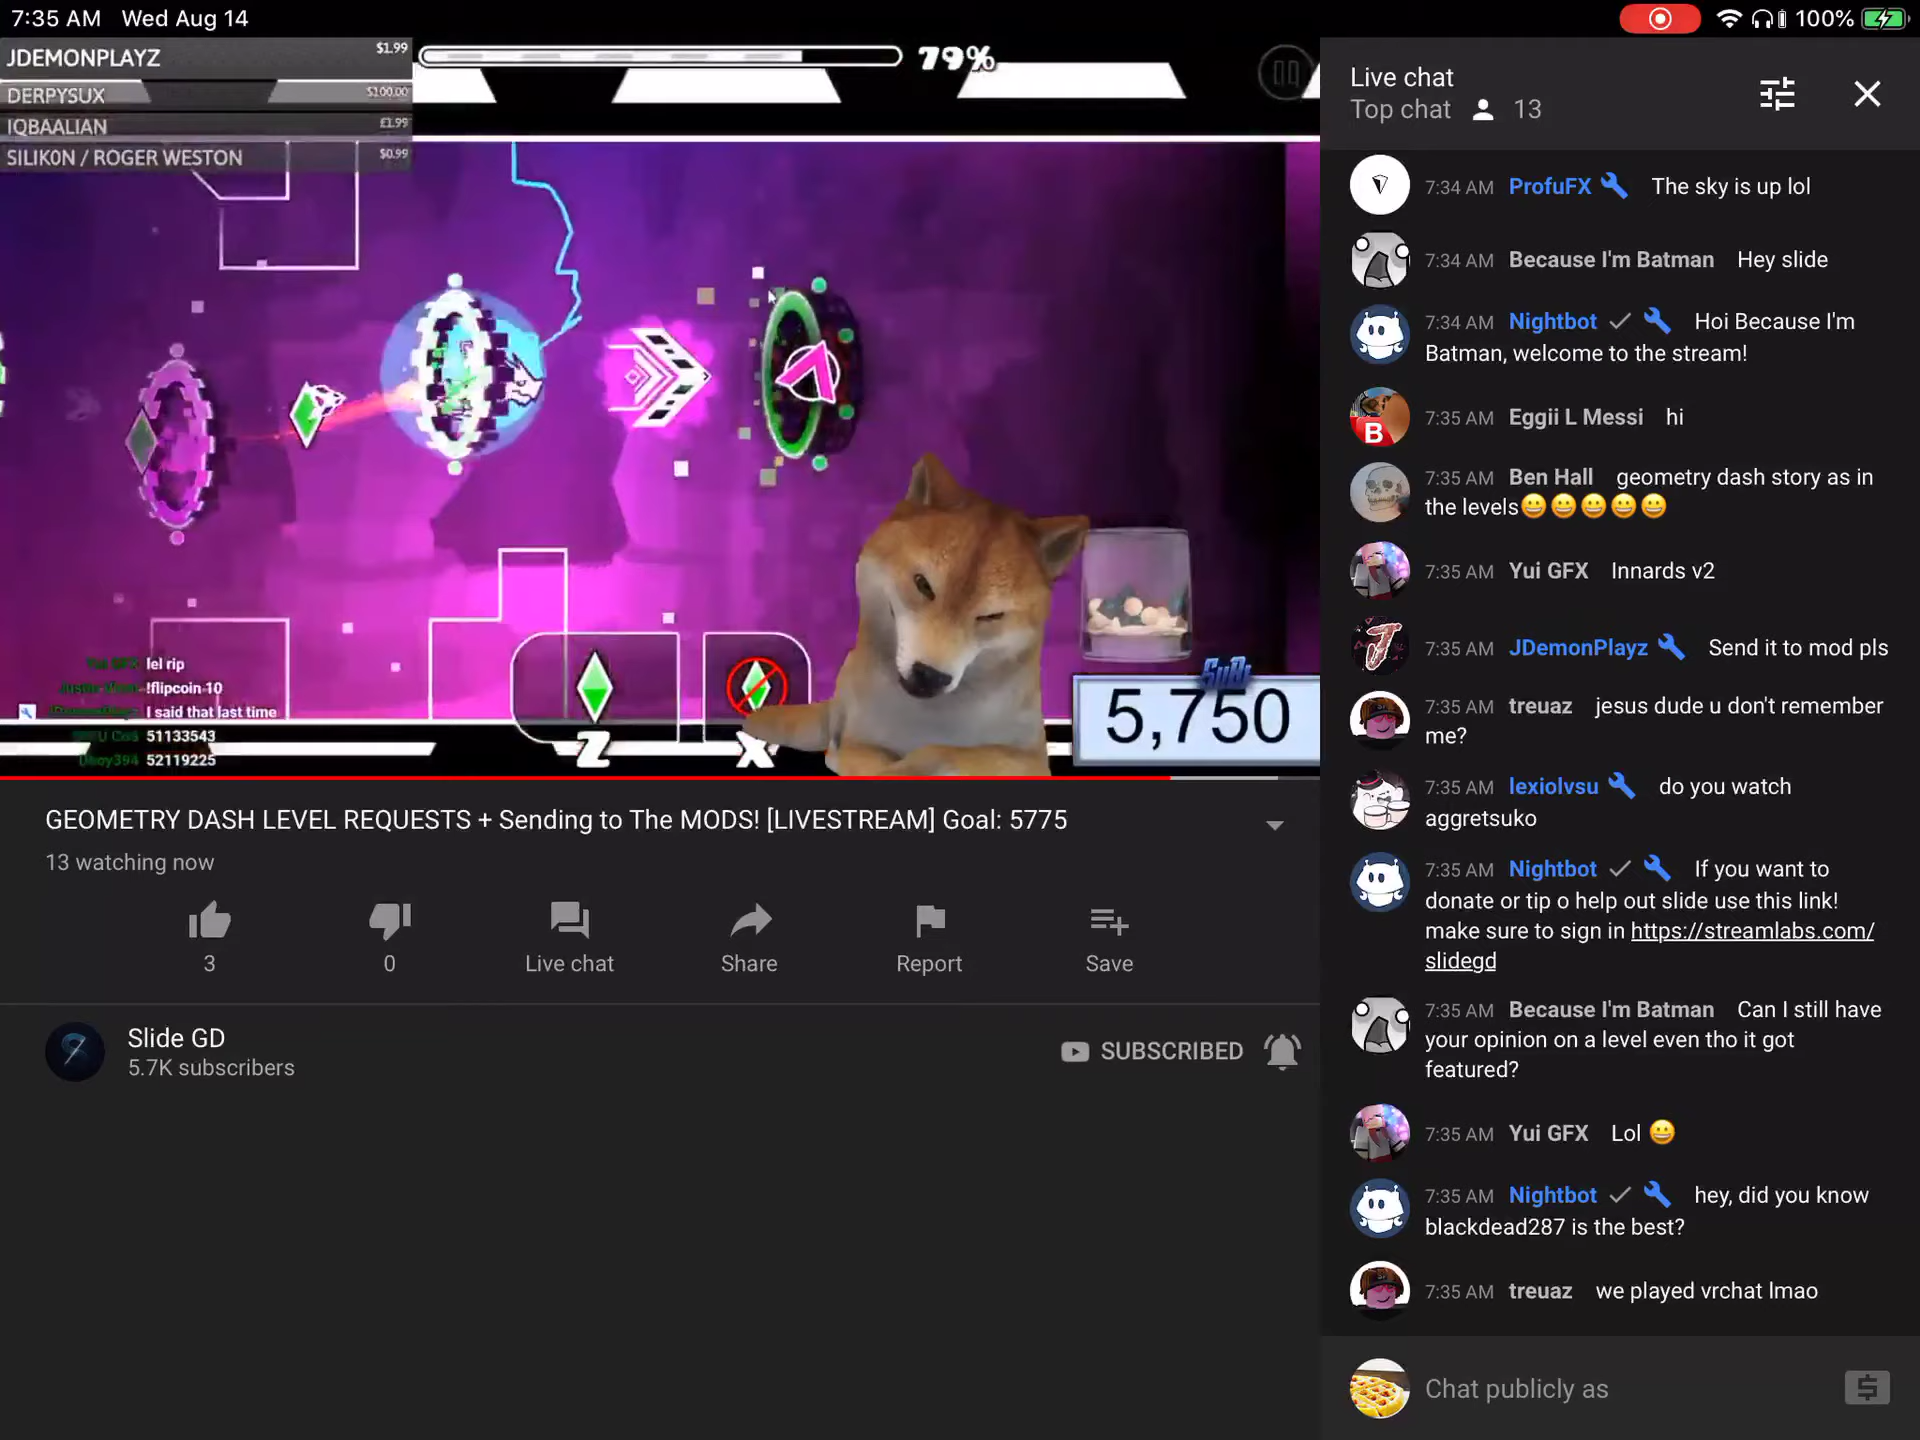 7:35 AM Wed Aug 14
100%
JDEMONPLAYZ $1.99
DERPYSUX $100.00
IQBAALIAN £1.99
SILIK0N / ROGER WESTON $0.99
79%
Yui GFX lel rip
!flipcoin 10
I said that last time
51133543
52119225
Z
X
SUBS
5,750
GEOMETRY DASH LEVEL REQUESTS + Sending to The MODS! [LIVESTREAM] Goal: 5775
13 watching now
3
0
Live chat
Share
Report
Save
Slide GD
5.7K subscribers
SUBSCRIBED
Live chat
Top chat 13
7:34 AM ProfuFX The sky is up lol
7:34 AM Because I'm Batman Hey slide
7:34 AM Nightbot Hoi Because I'm
Batman, welcome to the stream!
B
7:35 AM Eggii L Messi hi
7:35 AM Ben Hall geometry dash story as in
the levels😀😀😀😀😀
7:35 AM Yui GFX Innards v2
7:35 AM JDemonPlayz Send it to mod pls
7:35 AM treuaz jesus dude u don't remember
me?
7:35 AM lexiolvsu do you watch
aggretsuko
7:35 AM Nightbot If you want to
donate or tip o help out slide use this link!
make sure to sign in https://streamlabs.com/
slidegd
7:35 AM Because I'm Batman Can I still have
your opinion on a level even tho it got
featured?
7:35 AM Yui GFX Lol 😀
7:35 AM Nightbot hey, did you know
blackdead287 is the best?
7:35 AM treuaz we played vrchat lmao
Chat publicly as